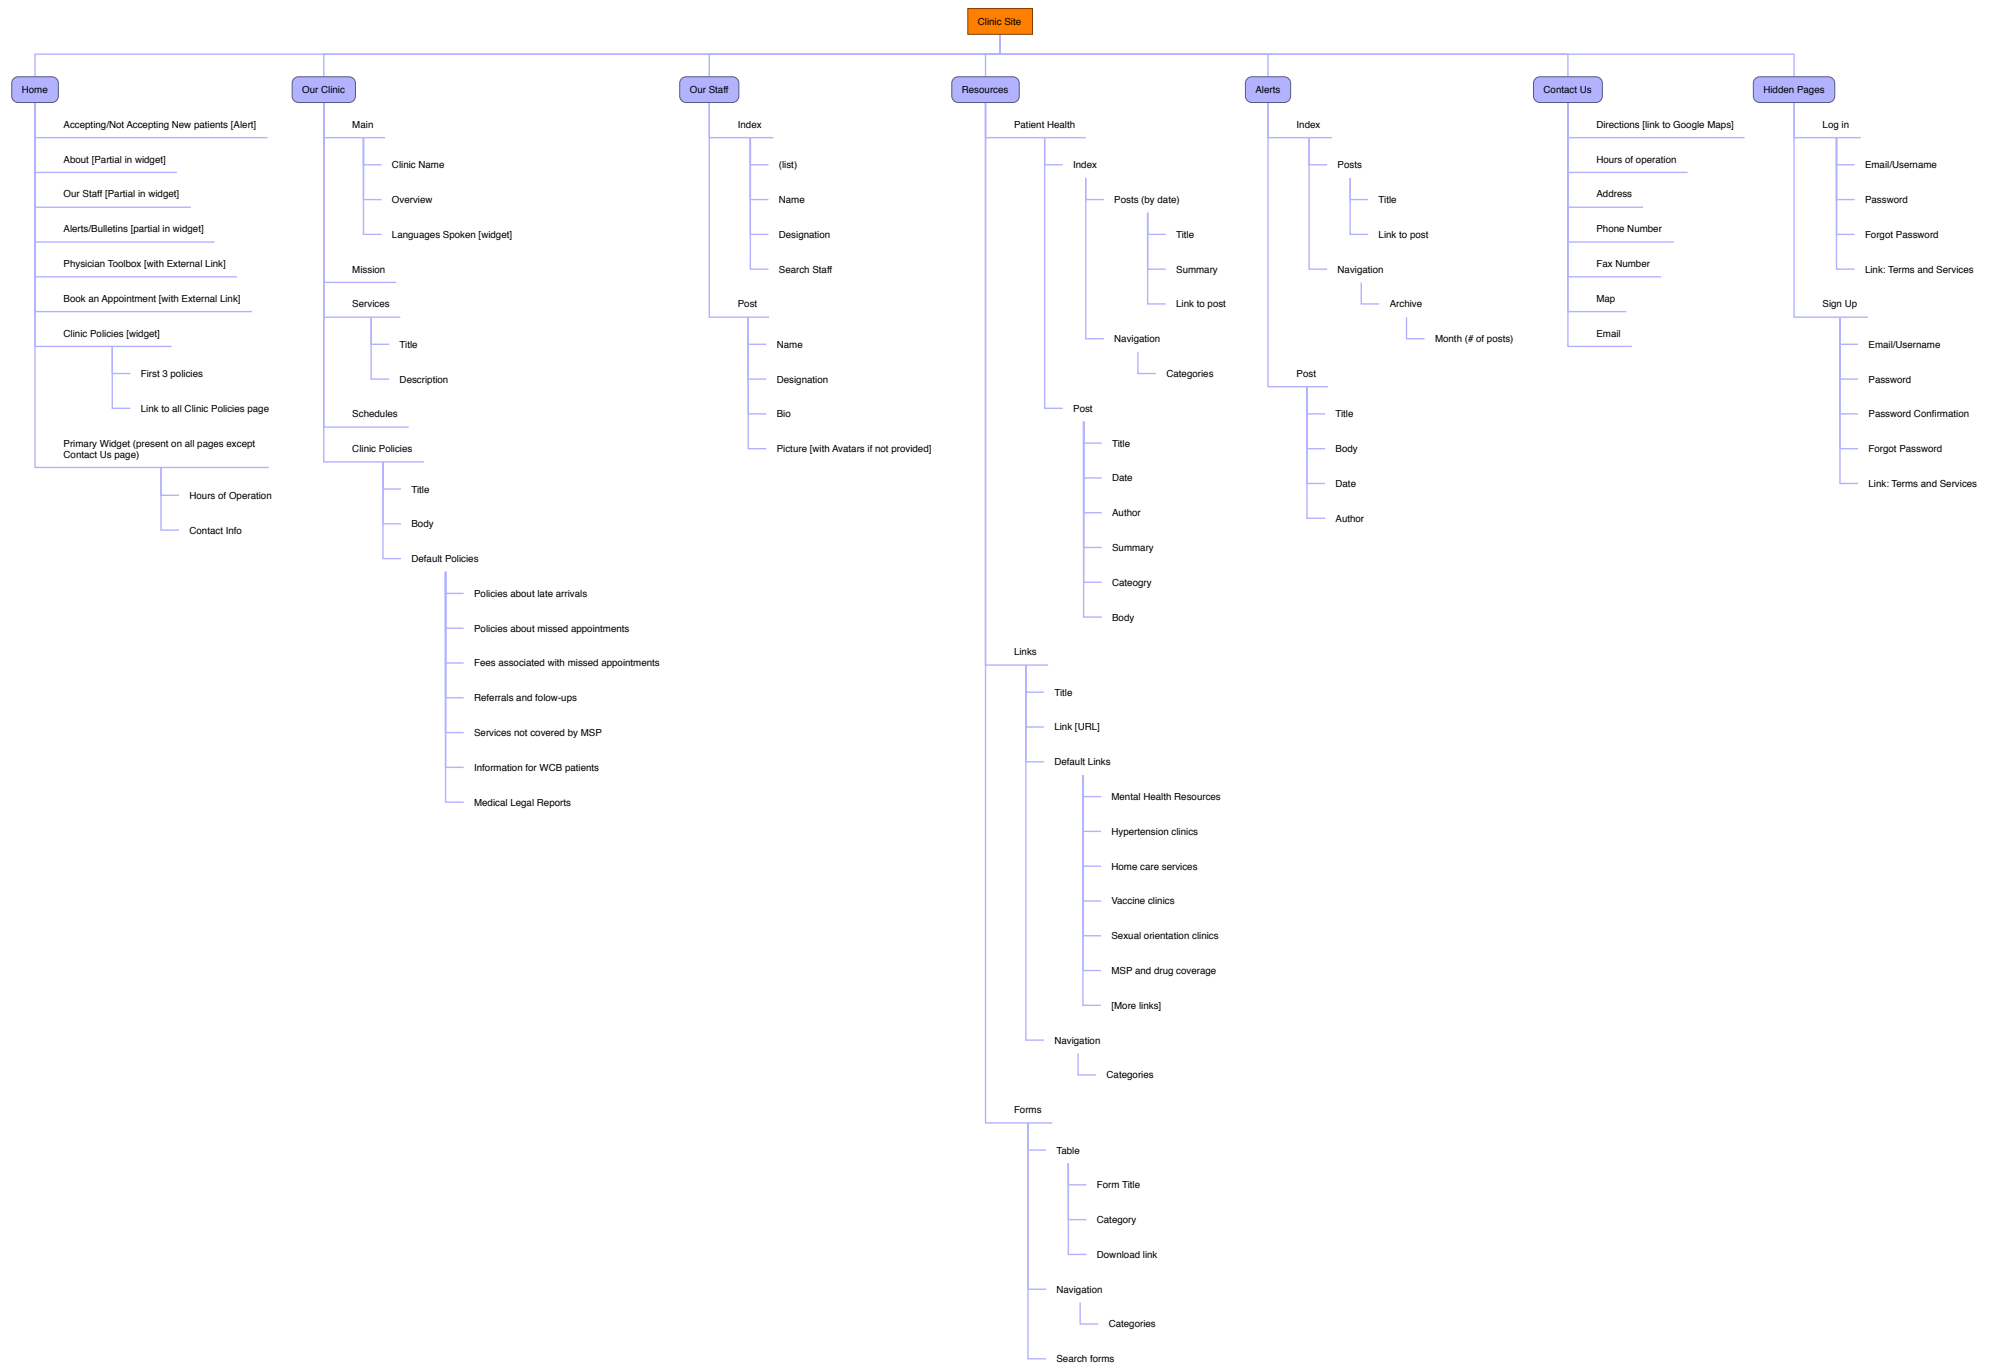 Clinic Site
Home
Accepting/Not Accepting New patients [Alert]
About [Partial in widget]
Our Staff [Partial in widget]
Alerts/Bulletins [partial in widget]
Physician Toolbox [with External Link]
Book an Appointment [with External Link]
Clinic Policies [widget]
First 3 policies
Link to all Clinic Policies page
Primary Widget (present on all pages except
Contact Us page)
Hours of Operation
Contact Info
Our Clinic
Main
Clinic Name
Overview
Languages Spoken [widget]
Mission
Services
Title
Description
Schedules
Clinic Policies
Title
Body
Default Policies
Policies about late arrivals
Policies about missed appointments
Fees associated with missed appointments
Referrals and folow-ups
Services not covered by MSP
Information for WCB patients
Medical Legal Reports
Our Staff
Index
(list)
Name
Designation
Search Staff
Post
Name
Designation
Bio
Picture [with Avatars if not provided]
Resources
Patient Health
Index
Posts (by date)
Title
Summary
Link to post
Navigation
Categories
Post
Title
Date
Author
Summary
Cateogry
Body
Links
Title
Link [URL]
Default Links
Mental Health Resources
Hypertension clinics
Home care services
Vaccine clinics
Sexual orientation clinics
MSP and drug coverage
[More links]
Navigation
Categories
Forms
Table
Form Title
Category
Download link
Navigation
Categories
Search forms
Alerts
Index
Posts
Title
Link to post
Navigation
Archive
Month (# of posts)
Post
Title
Body
Date
Author
Contact Us
Directions [link to Google Maps]
Hours of operation
Address
Phone Number
Fax Number
Map
Email
Hidden Pages
Log in
Email/Username
Password
Forgot Password
Link: Terms and Services
Sign Up
Email/Username
Password
Password Confirmation
Forgot Password
Link: Terms and Services